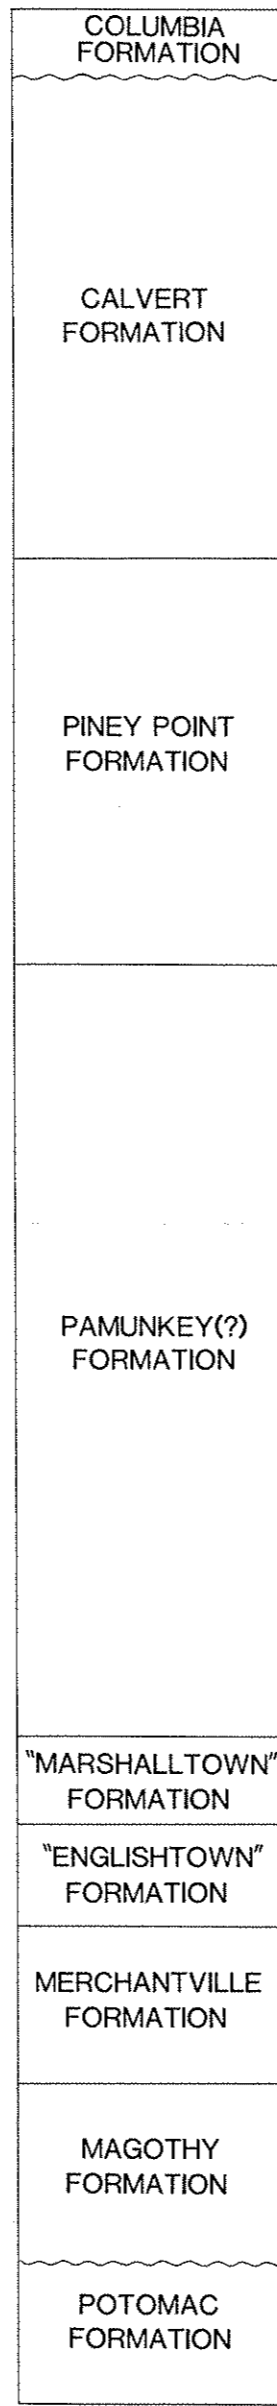 COLUMBIA
FORMATION
CALVERT
FORMATION
PINEY POINT
FORMATION
PAMUNKEY(?)
FORMATION
"MARSHALLTOWN"
FORMATION
"ENGLISHTOWN"
FORMATION
MERCHANTVILLE
FORMATION
MAGOTHY
FORMATION
POTOMAC
FORMATION